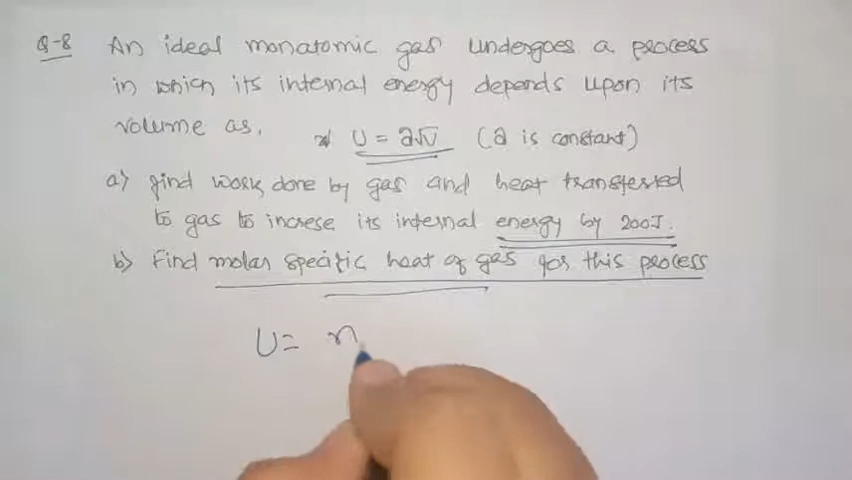 Q-8 An ideal monatomic gas undergoes a process
in which its internal energy depends upon its
volume as, U = a√V (a is constant)
a) find work done by gas and heat transfered
to gas to increse its internal energy by 200J.
b) Find molar specific heat of gas for this process
U= n